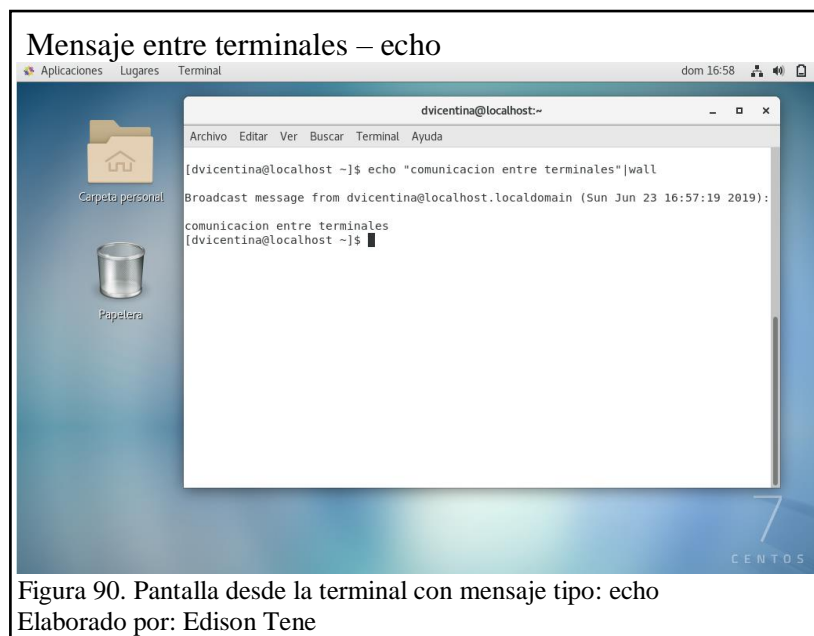 Mensaje entre terminales – echo
Aplicaciones Lugares Terminal dom 16:58
dvicentina@localhost:~
Archivo Editar Ver Buscar Terminal Ayuda
[dvicentina@localhost ~]$ echo "comunicacion entre terminales"|wall
Broadcast message from dvicentina@localhost.localdomain (Sun Jun 23 16:57:19 2019):
comunicacion entre terminales
[dvicentina@localhost ~]$
Carpeta personal
Papelera
7
CENTOS
Figura 90. Pantalla desde la terminal con mensaje tipo: echo
Elaborado por: Edison Tene